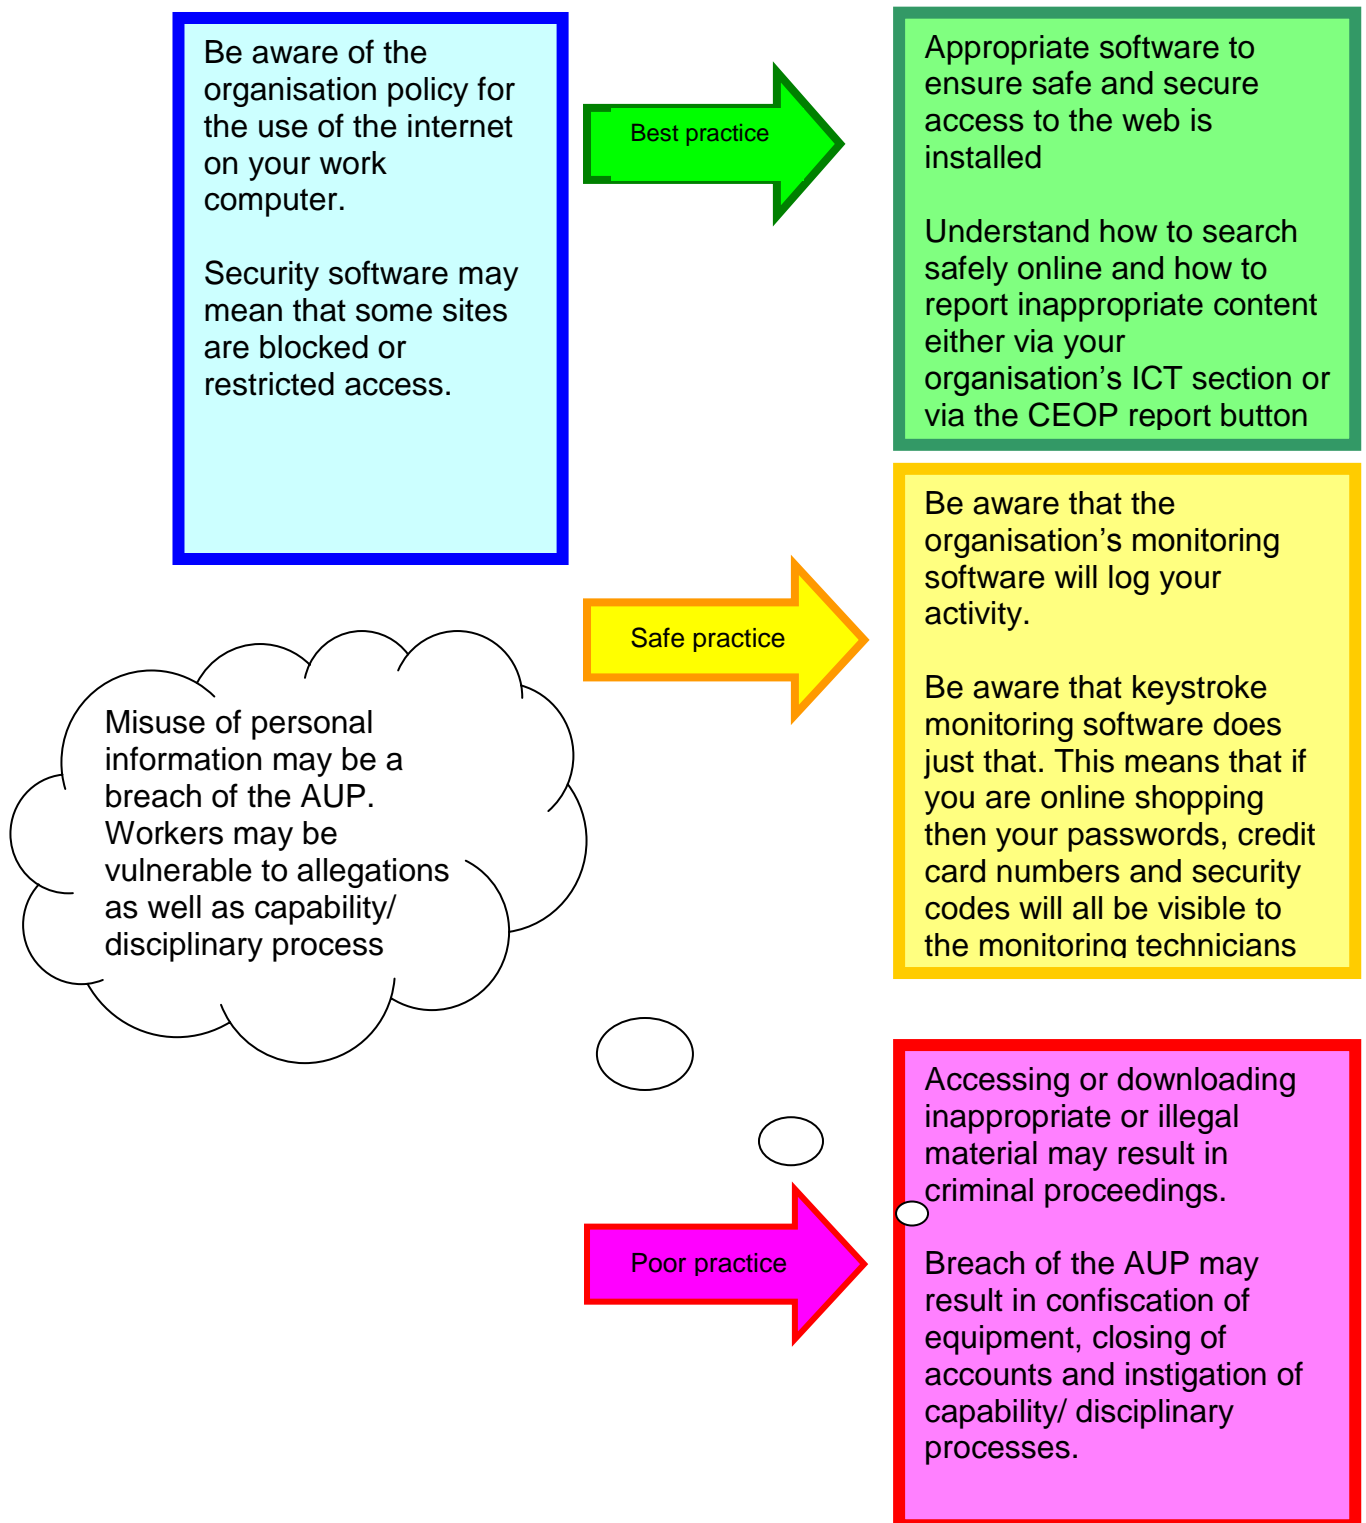 Be aware of the
organisation policy for
the use of the internet
on your work
computer.
Security software may
mean that some sites
are blocked or
restricted access.
Best practice
Appropriate software to
ensure safe and secure
access to the web is
installed
Understand how to search
safely online and how to
report inappropriate content
either via your
organisation’s ICT section or
via the CEOP report button
Safe practice
Be aware that the
organisation’s monitoring
software will log your
activity.
Be aware that keystroke
monitoring software does
just that. This means that if
you are online shopping
then your passwords, credit
card numbers and security
codes will all be visible to
the monitoring technicians
Misuse of personal
information may be a
breach of the AUP.
Workers may be
vulnerable to allegations
as well as capability/
disciplinary process
Poor practice
Accessing or downloading
inappropriate or illegal
material may result in
criminal proceedings.
Breach of the AUP may
result in confiscation of
equipment, closing of
accounts and instigation of
capability/ disciplinary
processes.